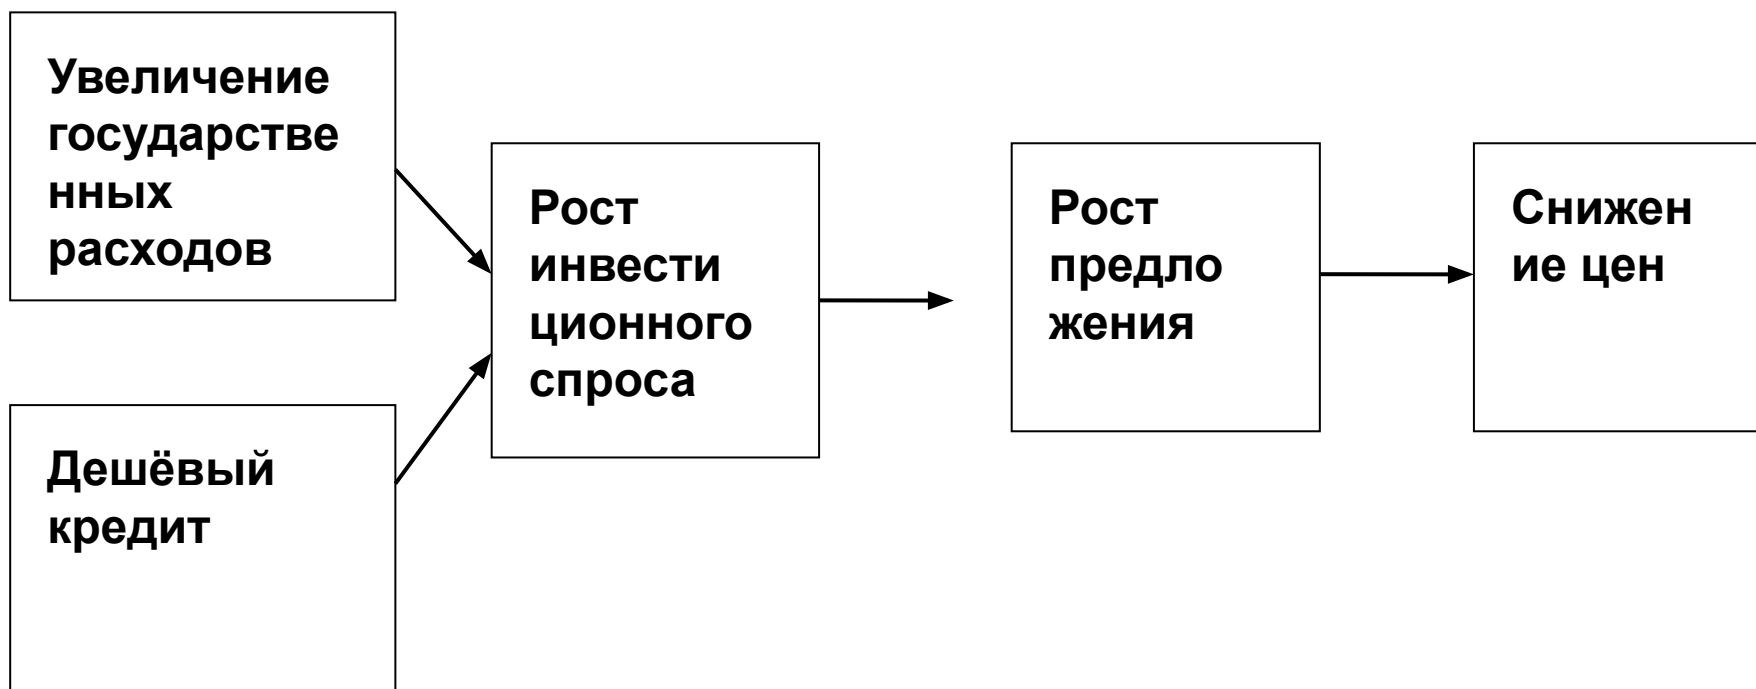 Увеличение
государстве
нных
расходов
Дешёвый
кредит
Рост
инвести
ционного
спроса
Рост
предло
жения
Снижен
ие цен